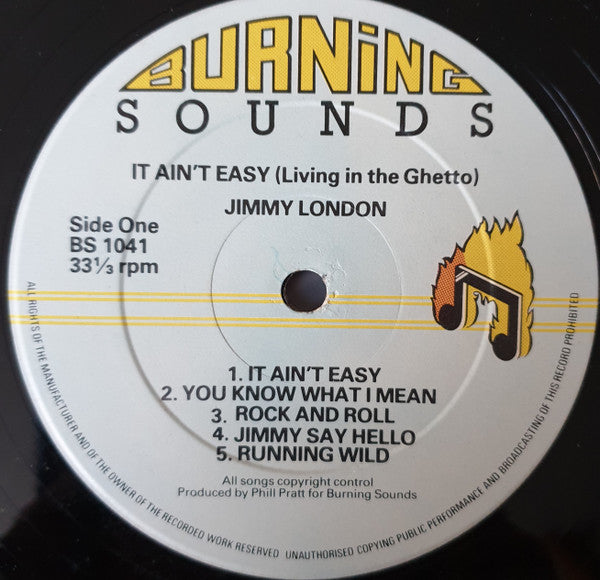 BURNiNG
SOUNDS
IT AIN'T EASY (Living in the Ghetto)
JIMMY LONDON
Side One
BS 1041
33⅓ rpm
1. IT AIN'T EASY
2. YOU KNOW WHAT I MEAN
3. ROCK AND ROLL
4. JIMMY SAY HELLO
5. RUNNING WILD
All songs copyright control
Produced by Phill Pratt for Burning Sounds
ALL RIGHTS OF THE MANUFACTURER AND OF THE OWNER OF THE RECORDED WORK RESERVED UNAUTHORISED COPYING PUBLIC PERFORMANCE AND BROADCASTING OF THIS RECORD PROHIBITED